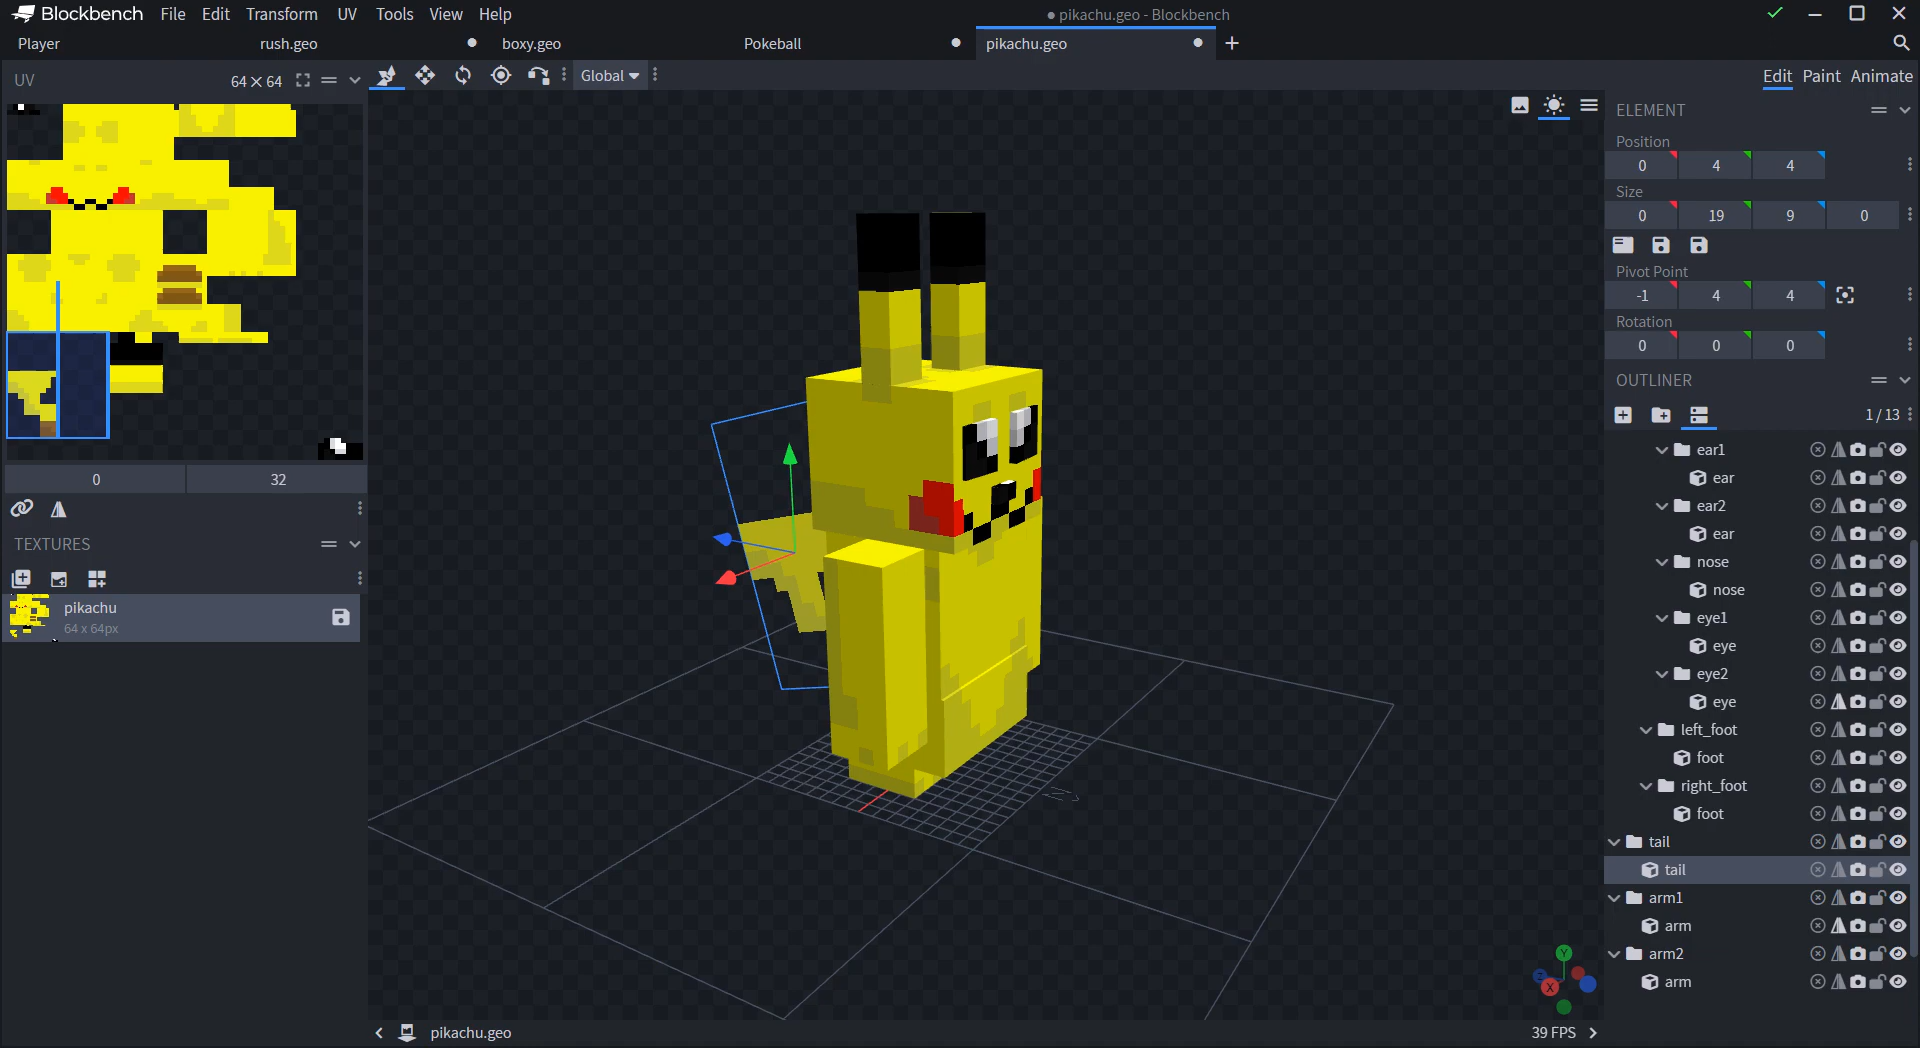 Blockbench File Edit Transform UV Tools View Help pikachu.geo - Blockbench
Player rush.geo boxy.geo Pokeball pikachu.geo
UV 64 × 64 Global Edit Paint Animate
ELEMENT
Position
0 4 4
Size
0 19 9 0
Pivot Point
-1 4 4
Rotation
0 0 0
OUTLINER
1 / 13
ear1
ear
ear2
ear
nose
nose
eye1
eye
eye2
eye
left_foot
foot
right_foot
foot
tail
tail
arm1
arm
arm2
arm
0 32
TEXTURES
pikachu
64 x 64px
Y
Z
X
pikachu.geo 39 FPS